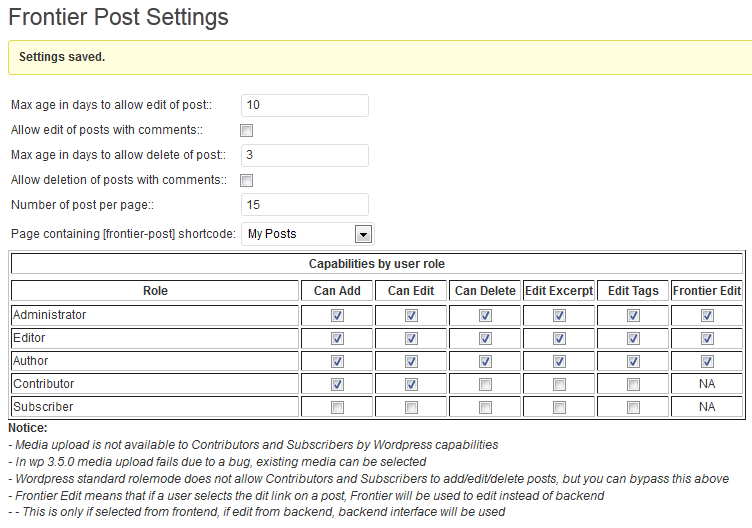 Frontier Post Settings
Settings saved.
Max age in days to allow edit of post:: 10
Allow edit of posts with comments::
Max age in days to allow delete of post:: 3
Allow deletion of posts with comments::
Number of post per page:: 15
Page containing [frontier-post] shortcode: My Posts
Capabilities by user role
Role Can Add Can Edit Can Delete Edit Excerpt Edit Tags Frontier Edit
Administrator
Editor
Author
Contributor NA
Subscriber NA
Notice:
- Media upload is not available to Contributors and Subscribers by Wordpress capabilities
- In wp 3.5.0 media upload fails due to a bug, existing media can be selected
- Wordpress standard rolemode does not allow Contributors and Subscribers to add/edit/delete posts, but you can bypass this above
- Frontier Edit means that if a user selects the dit link on a post, Frontier will be used to edit instead of backend
- - This is only if selected from frontend, if edit from backend, backend interface will be used